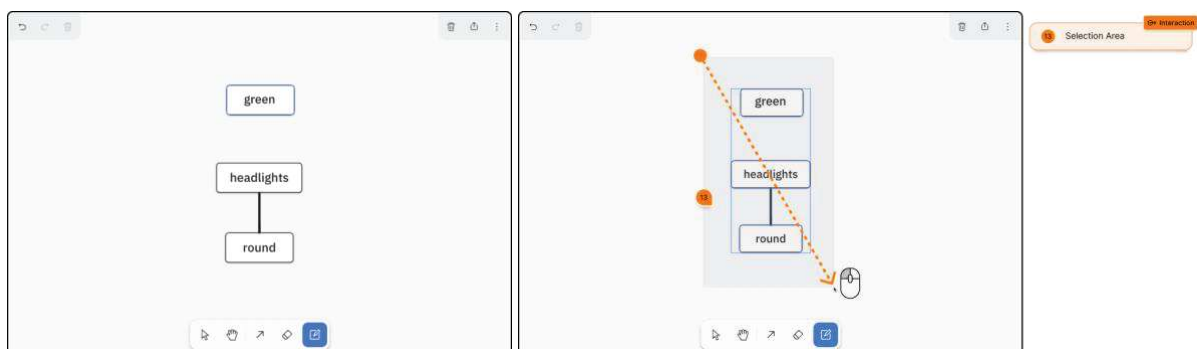 green
headlights
round
green
headlights
round
13
Interaction
13 Selection Area